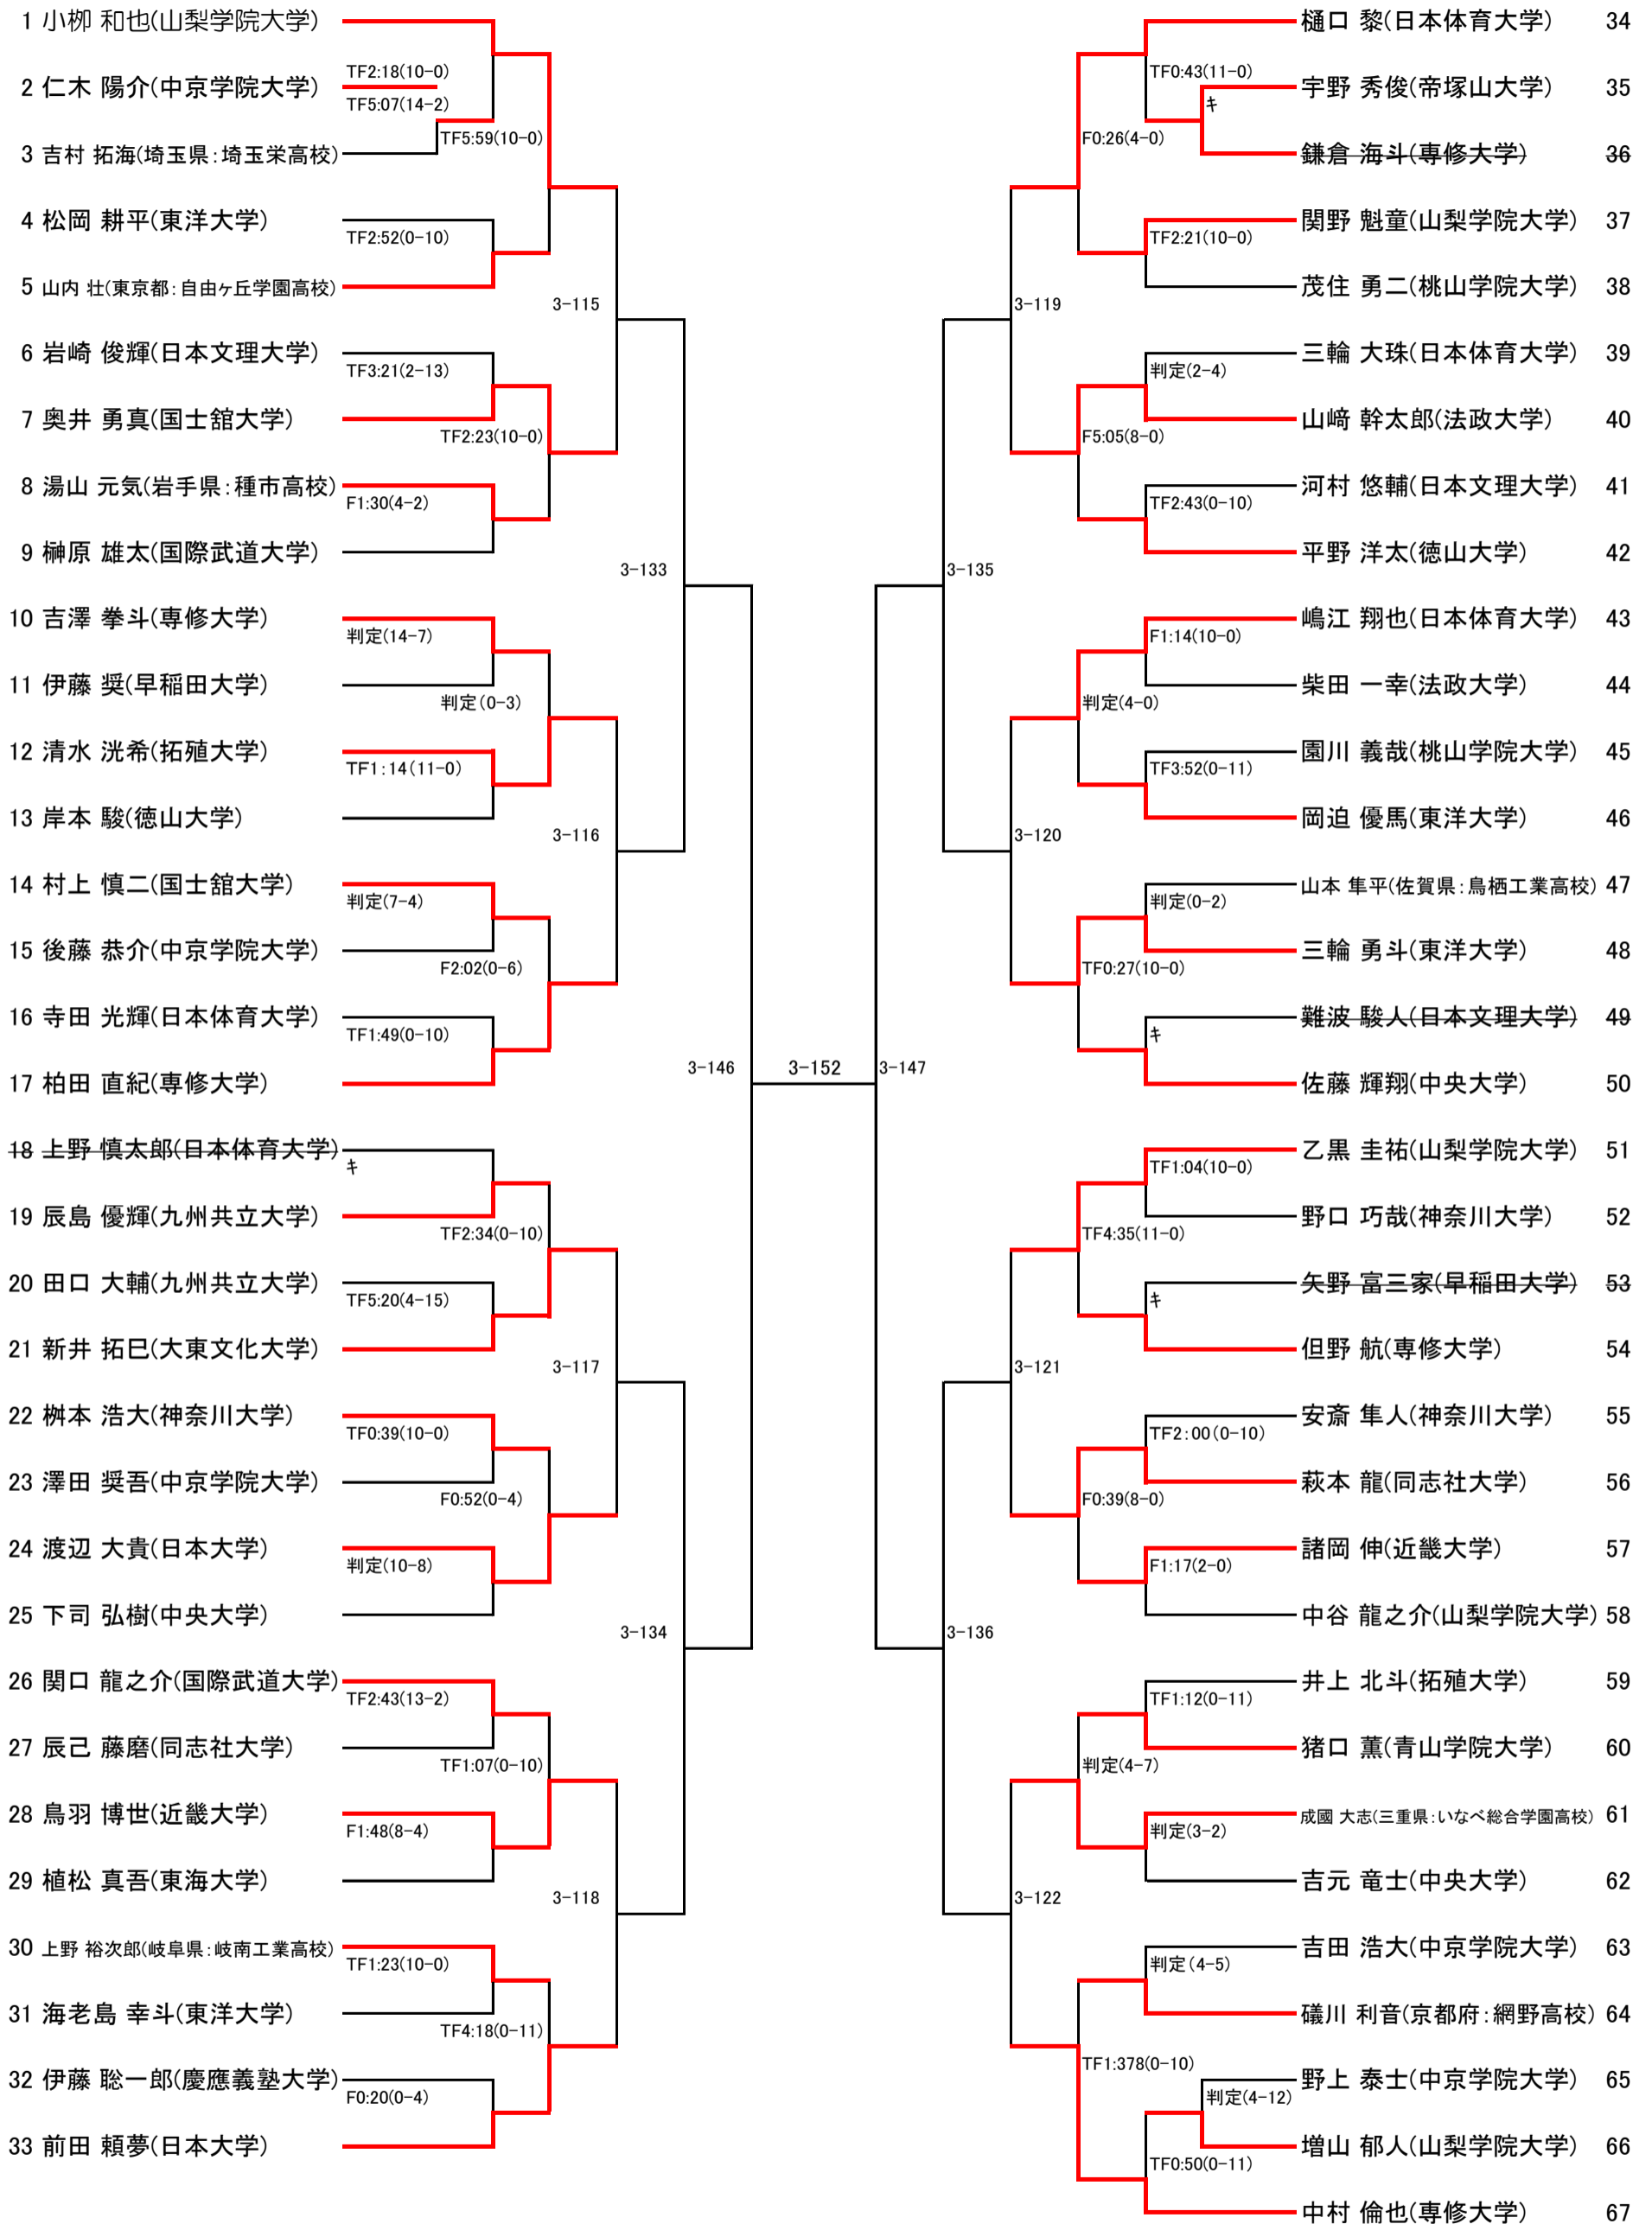 1 小栁 和也(山梨学院大学)
TF2:18(10-0)
2 仁木 陽介(中京学院大学)
TF5:07(14-2)
3 吉村 拓海(埼玉県:埼玉栄高校)
TF5:59(10-0)
4 松岡 耕平(東洋大学)
TF2:52(0-10)
5 山内 壮(東京都:自由ヶ丘学園高校)
3-115
6 岩崎 俊輝(日本文理大学)
TF3:21(2-13)
7 奥井 勇真(国士舘大学)
TF2:23(10-0)
8 湯山 元気(岩手県:種市高校)
F1:30(4-2)
9 榊原 雄太(国際武道大学)
3-133
10 吉澤 拳斗(専修大学)
判定(14-7)
11 伊藤 奨(早稲田大学)
判定(0-3)
12 清水 洸希(拓殖大学)
TF1:14(11-0)
13 岸本 駿(徳山大学)
3-116
14 村上 慎二(国士舘大学)
判定(7-4)
15 後藤 恭介(中京学院大学)
F2:02(0-6)
16 寺田 光輝(日本体育大学)
TF1:49(0-10)
17 柏田 直紀(専修大学)
3-146
3-152
3-147
18 上野 慎太郎(日本体育大学)
キ
19 辰島 優輝(九州共立大学)
TF2:34(0-10)
20 田口 大輔(九州共立大学)
TF5:20(4-15)
21 新井 拓巳(大東文化大学)
3-117
22 桝本 浩大(神奈川大学)
TF0:39(10-0)
23 澤田 奨吾(中京学院大学)
F0:52(0-4)
24 渡辺 大貴(日本大学)
判定(10-8)
25 下司 弘樹(中央大学)
3-134
26 関口 龍之介(国際武道大学)
TF2:43(13-2)
27 辰己 藤磨(同志社大学)
TF1:07(0-10)
28 鳥羽 博世(近畿大学)
F1:48(8-4)
29 植松 真吾(東海大学)
3-118
30 上野 裕次郎(岐阜県:岐南工業高校)
TF1:23(10-0)
31 海老島 幸斗(東洋大学)
TF4:18(0-11)
32 伊藤 聡一郎(慶應義塾大学)
F0:20(0-4)
33 前田 頼夢(日本大学)
樋口 黎(日本体育大学) 34
TF0:43(11-0)
宇野 秀俊(帝塚山大学) 35
キ
F0:26(4-0)
鎌倉 海斗(専修大学) 36
関野 魁童(山梨学院大学) 37
TF2:21(10-0)
茂住 勇二(桃山学院大学) 38
3-119
三輪 大珠(日本体育大学) 39
判定(2-4)
山﨑 幹太郎(法政大学) 40
F5:05(8-0)
河村 悠輔(日本文理大学) 41
TF2:43(0-10)
平野 洋太(徳山大学) 42
3-135
嶋江 翔也(日本体育大学) 43
F1:14(10-0)
柴田 一幸(法政大学) 44
判定(4-0)
園川 義哉(桃山学院大学) 45
TF3:52(0-11)
岡迫 優馬(東洋大学) 46
3-120
山本 隼平(佐賀県:鳥栖工業高校) 47
判定(0-2)
三輪 勇斗(東洋大学) 48
TF0:27(10-0)
難波 駿人(日本文理大学) 49
キ
佐藤 輝翔(中央大学) 50
乙黒 圭祐(山梨学院大学) 51
TF1:04(10-0)
野口 巧哉(神奈川大学) 52
TF4:35(11-0)
矢野 富三家(早稲田大学) 53
キ
但野 航(専修大学) 54
3-121
安斎 隼人(神奈川大学) 55
TF2:00(0-10)
萩本 龍(同志社大学) 56
F0:39(8-0)
諸岡 伸(近畿大学) 57
F1:17(2-0)
中谷 龍之介(山梨学院大学) 58
3-136
井上 北斗(拓殖大学) 59
TF1:12(0-11)
猪口 薫(青山学院大学) 60
判定(4-7)
成國 大志(三重県:いなべ総合学園高校) 61
判定(3-2)
吉元 竜士(中央大学) 62
3-122
吉田 浩大(中京学院大学) 63
判定(4-5)
礒川 利音(京都府:網野高校) 64
TF1:378(0-10)
野上 泰士(中京学院大学) 65
判定(4-12)
増山 郁人(山梨学院大学) 66
TF0:50(0-11)
中村 倫也(専修大学) 67